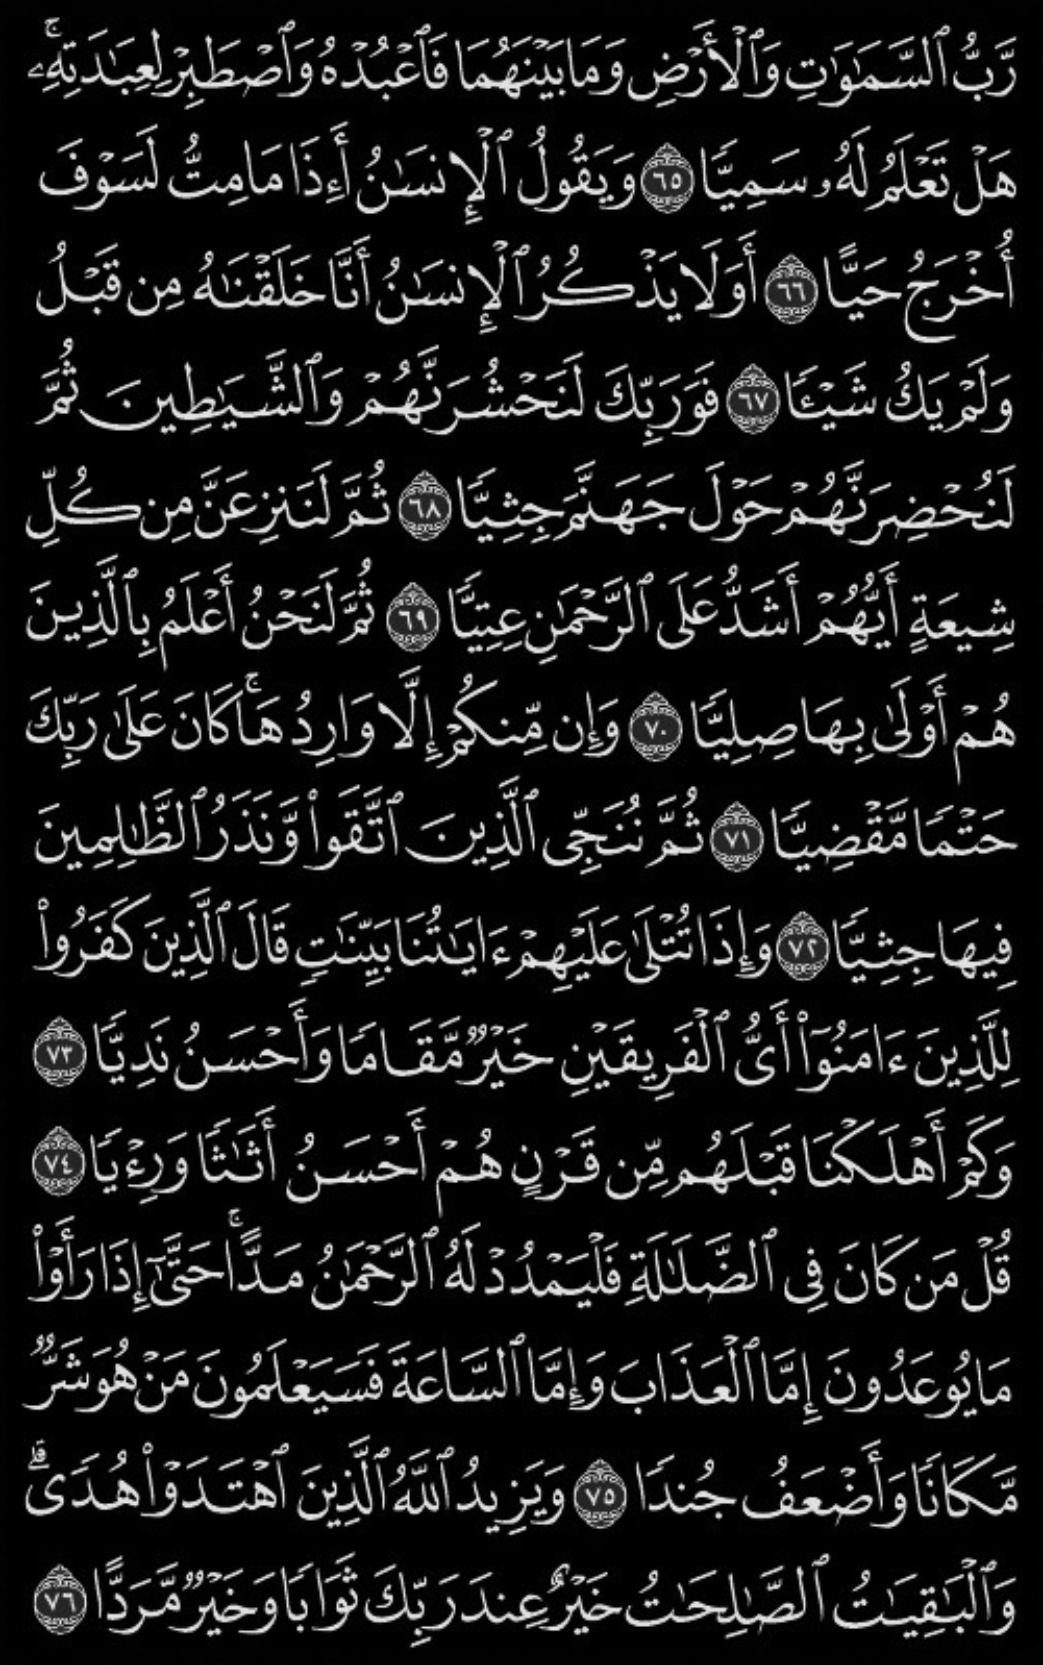 رَّبُّ ٱلسَّمَـٰوَٰتِ وَٱلْأَرْضِ وَمَا بَيْنَهُمَا فَٱعْبُدْهُ وَٱصْطَبِرْ لِعِبَـٰدَتِهِۦۚ
هَلْ تَعْلَمُ لَهُۥ سَمِيًّا ٦٥ وَيَقُولُ ٱلْإِنسَـٰنُ أَءِذَا مَا مِتُّ لَسَوْفَ
أُخْرَجُ حَيًّا ٦٦ أَوَلَا يَذْكُرُ ٱلْإِنسَـٰنُ أَنَّا خَلَقْنَـٰهُ مِن قَبْلُ
وَلَمْ يَكُ شَيْـًٔا ٦٧ فَوَرَبِّكَ لَنَحْشُرَنَّهُمْ وَٱلشَّيَـٰطِينَ ثُمَّ
لَنُحْضِرَنَّهُمْ حَوْلَ جَهَنَّمَ جِثِيًّا ٦٨ ثُمَّ لَنَنزِعَنَّ مِن كُلِّ
شِيعَةٍ أَيُّهُمْ أَشَدُّ عَلَى ٱلرَّحْمَـٰنِ عِتِيًّا ٦٩ ثُمَّ لَنَحْنُ أَعْلَمُ بِٱلَّذِينَ
هُمْ أَوْلَىٰ بِهَا صِلِيًّا ٧٠ وَإِن مِّنكُمْ إِلَّا وَارِدُهَاۚ كَانَ عَلَىٰ رَبِّكَ
حَتْمًا مَّقْضِيًّا ٧١ ثُمَّ نُنَجِّى ٱلَّذِينَ ٱتَّقَوا۟ وَّنَذَرُ ٱلظَّـٰلِمِينَ
فِيهَا جِثِيًّا ٧٢ وَإِذَا تُتْلَىٰ عَلَيْهِمْ ءَايَـٰتُنَا بَيِّنَـٰتٍ قَالَ ٱلَّذِينَ كَفَرُوا۟
لِلَّذِينَ ءَامَنُوٓا۟ أَىُّ ٱلْفَرِيقَيْنِ خَيْرٌ مَّقَامًا وَأَحْسَنُ نَدِيًّا ٧٣
وَكَمْ أَهْلَكْنَا قَبْلَهُم مِّن قَرْنٍ هُمْ أَحْسَنُ أَثَـٰثًا وَرِءْيًا ٧٤
قُلْ مَن كَانَ فِى ٱلضَّلَـٰلَةِ فَلْيَمْدُدْ لَهُ ٱلرَّحْمَـٰنُ مَدًّاۚ حَتَّىٰٓ إِذَا رَأَوْا۟
مَا يُوعَدُونَ إِمَّا ٱلْعَذَابَ وَإِمَّا ٱلسَّاعَةَ فَسَيَعْلَمُونَ مَنْ هُوَ شَرٌّ
مَّكَانًا وَأَضْعَفُ جُندًا ٧٥ وَيَزِيدُ ٱللَّهُ ٱلَّذِينَ ٱهْتَدَوْا۟ هُدًىۗ
وَٱلْبَـٰقِيَـٰتُ ٱلصَّـٰلِحَـٰتُ خَيْرٌ عِندَ رَبِّكَ ثَوَابًا وَخَيْرٌ مَّرَدًّا ٧٦